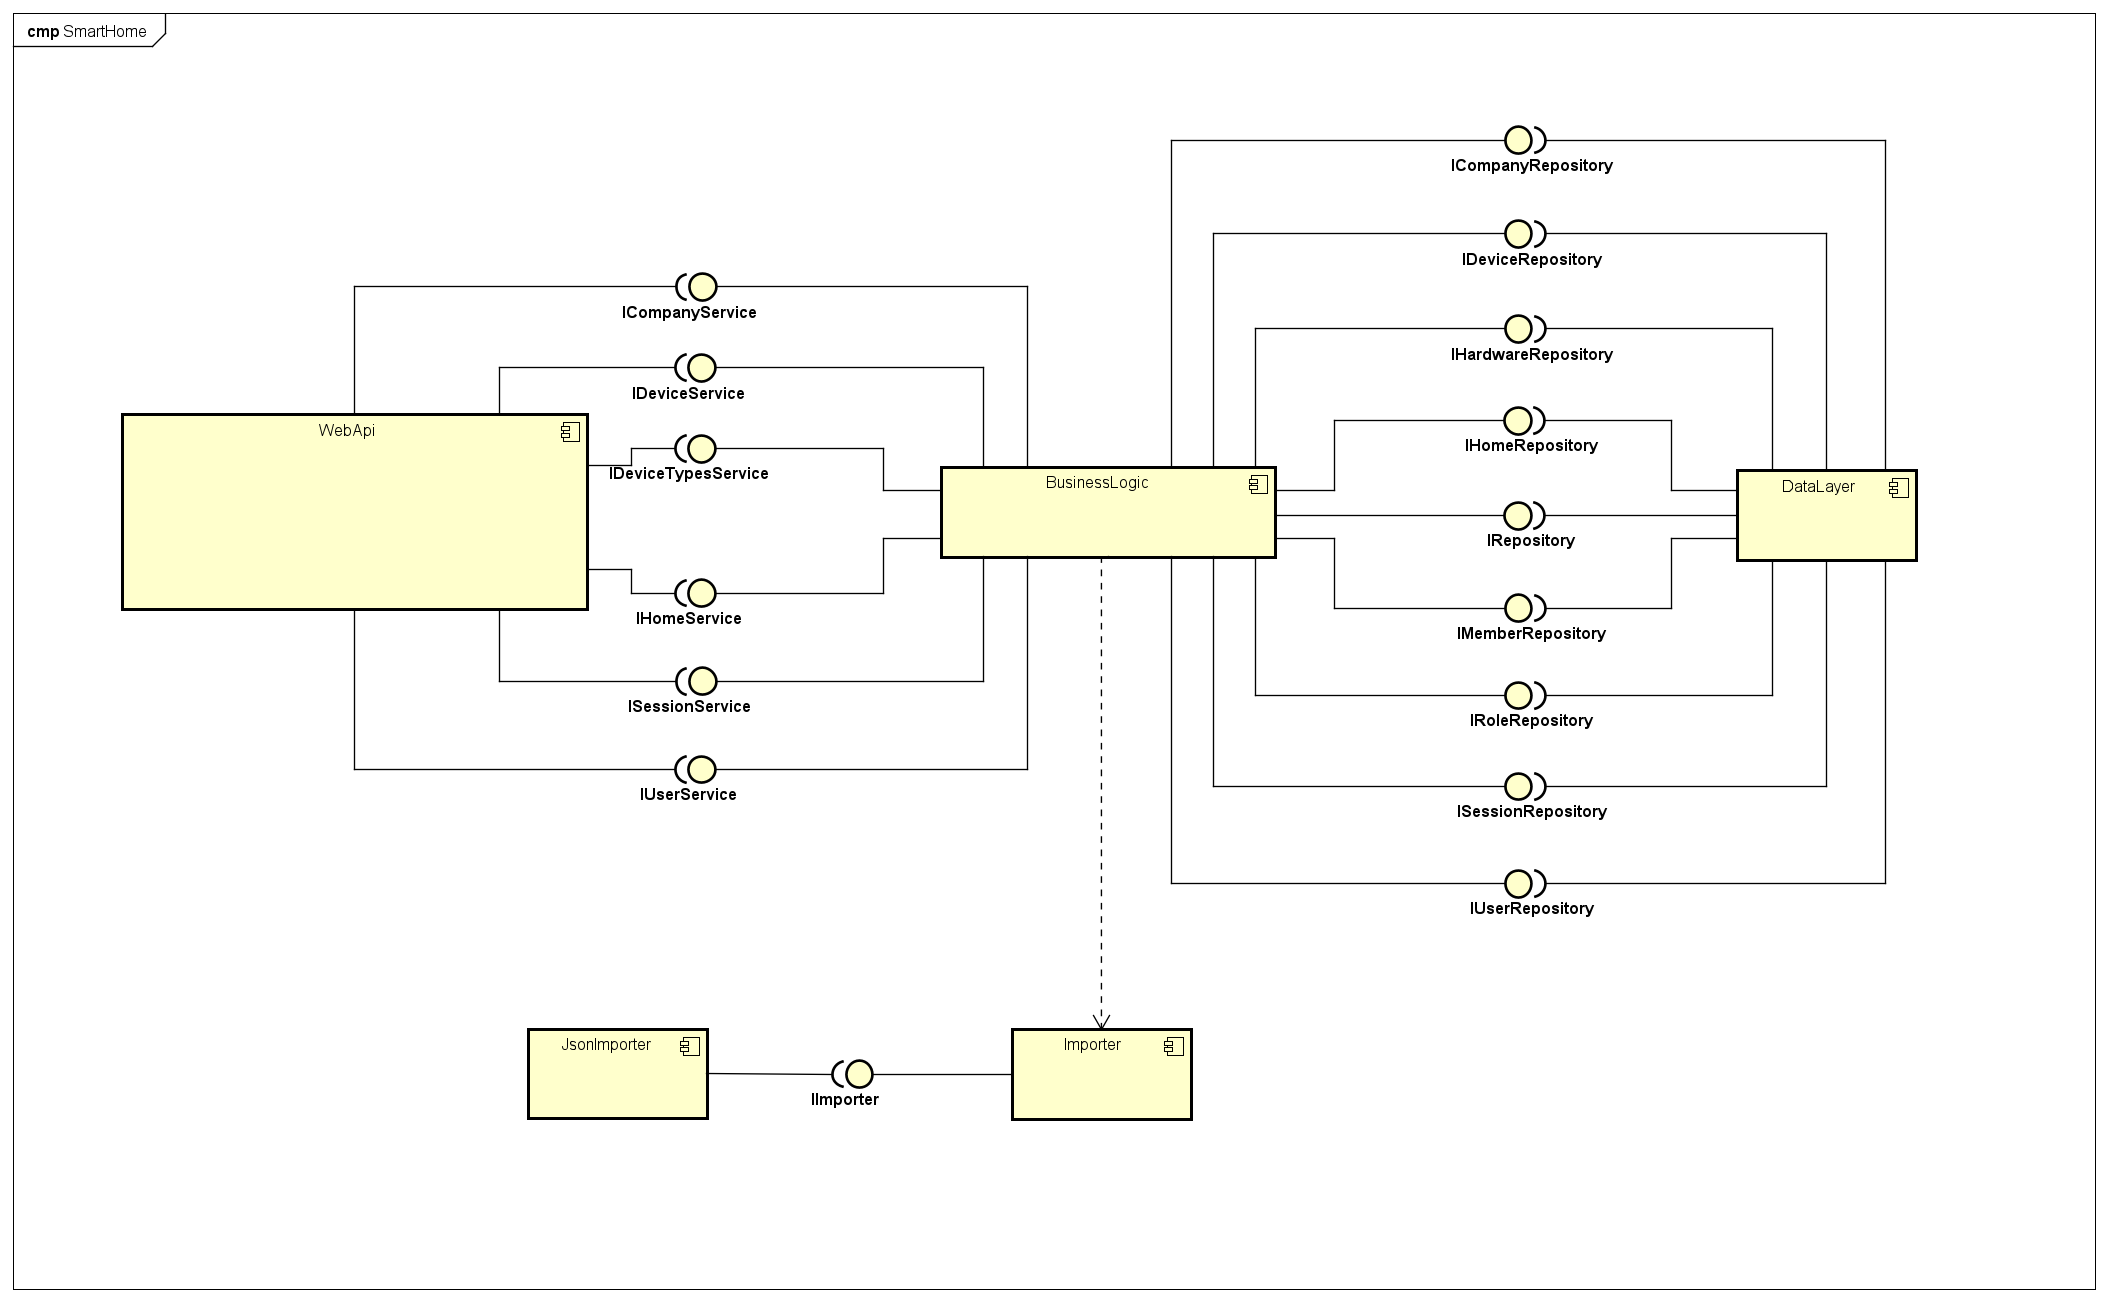 cmp SmartHome
ICompanyRepository
IDeviceRepository
ICompanyService
IHardwareRepository
IDeviceService
WebApi
IHomeRepository
IDeviceTypesService
BusinessLogic
DataLayer
IRepository
IHomeService
IMemberRepository
ISessionService
IRoleRepository
IUserService
ISessionRepository
IUserRepository
JsonImporter
Importer
IImporter